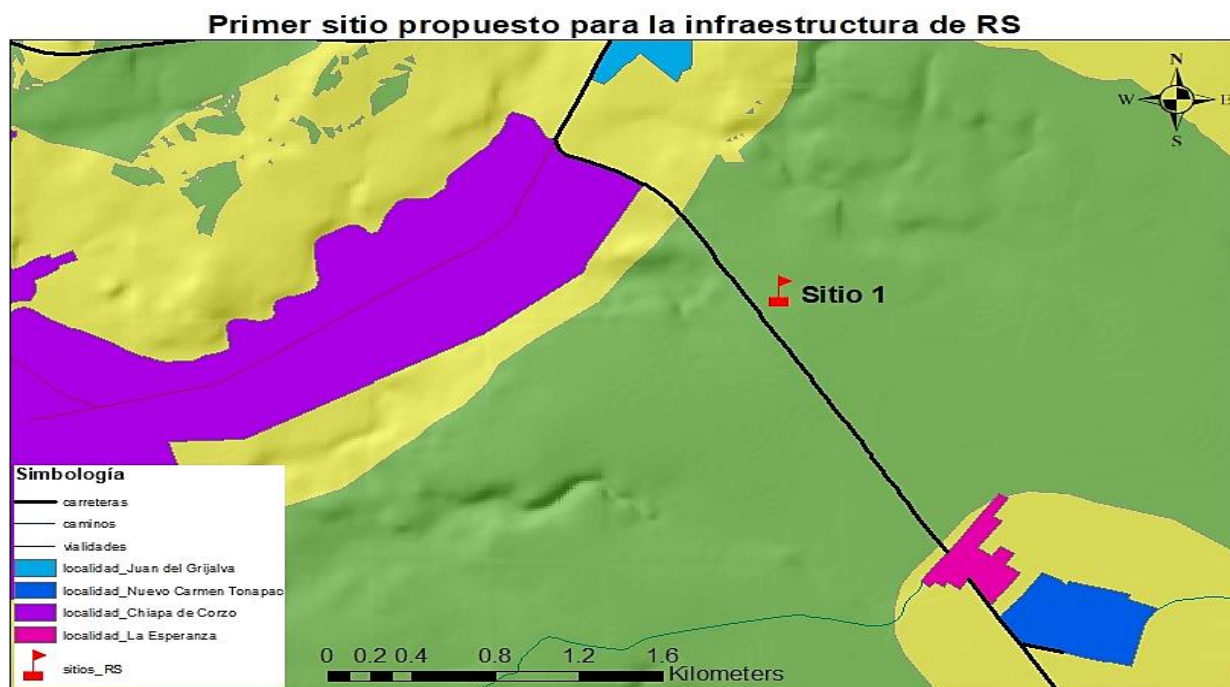 Primer sitio propuesto para la infraestructura de RS
N
W E
S
Sitio 1
Simbología
carreteras
caminos
vialidades
localidad_Juan del Grijalva
localidad_Nuevo Carmen Tonapac
localidad_Chiapa de Corzo
localidad_La Esperanza
sitios_RS
0 0.2 0.4 0.8 1.2 1.6
Kilometers